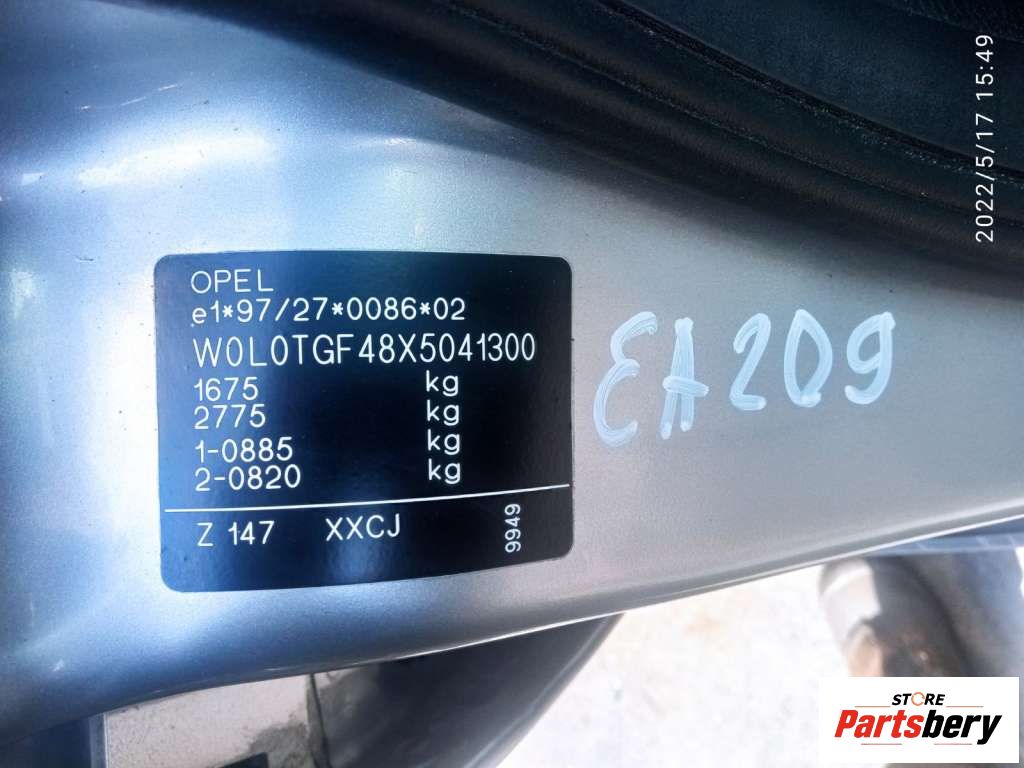 OPEL
e1*97/27*0086*02
W0L0TGF48X5041300
1675 kg
2775 kg
1-0885 kg
2-0820 kg
Z 147 XXCJ
9949
EA209
2022/5/17 15:49
STORE
Partsbery